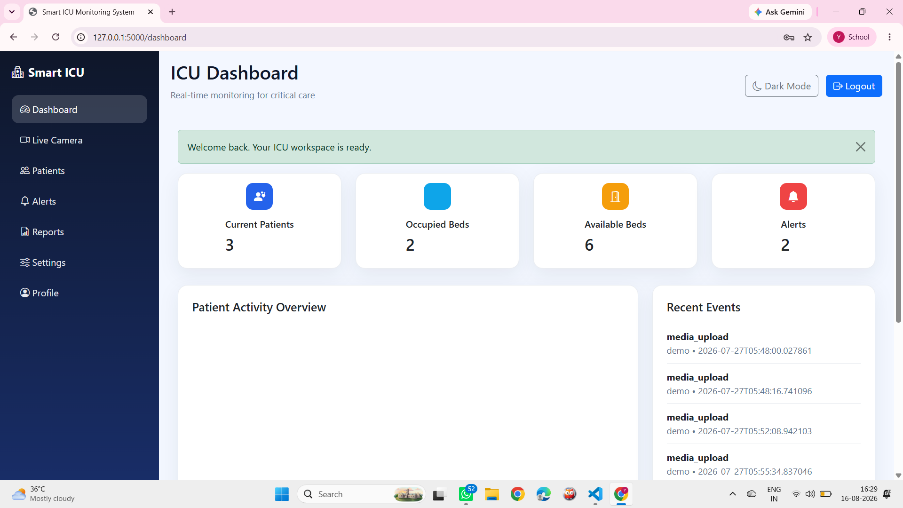 Smart ICU Monitoring System
Ask Gemini
127.0.0.1:5000/dashboard
Y
School
Smart ICU
Dashboard
Live Camera
Patients
Alerts
Reports
Settings
Profile
ICU Dashboard
Real-time monitoring for critical care
Dark Mode
Logout
Welcome back. Your ICU workspace is ready.
Current Patients
3
Occupied Beds
2
Available Beds
6
Alerts
2
Patient Activity Overview
Recent Events
media_upload
demo • 2026-07-27T05:48:00.027861
media_upload
demo • 2026-07-27T05:48:16.741096
media_upload
demo • 2026-07-27T05:52:08.942103
media_upload
demo • 2026-07-27T05:55:34.837046
36°C
Mostly cloudy
Search
52
ENG
IN
16:29
16-08-2026